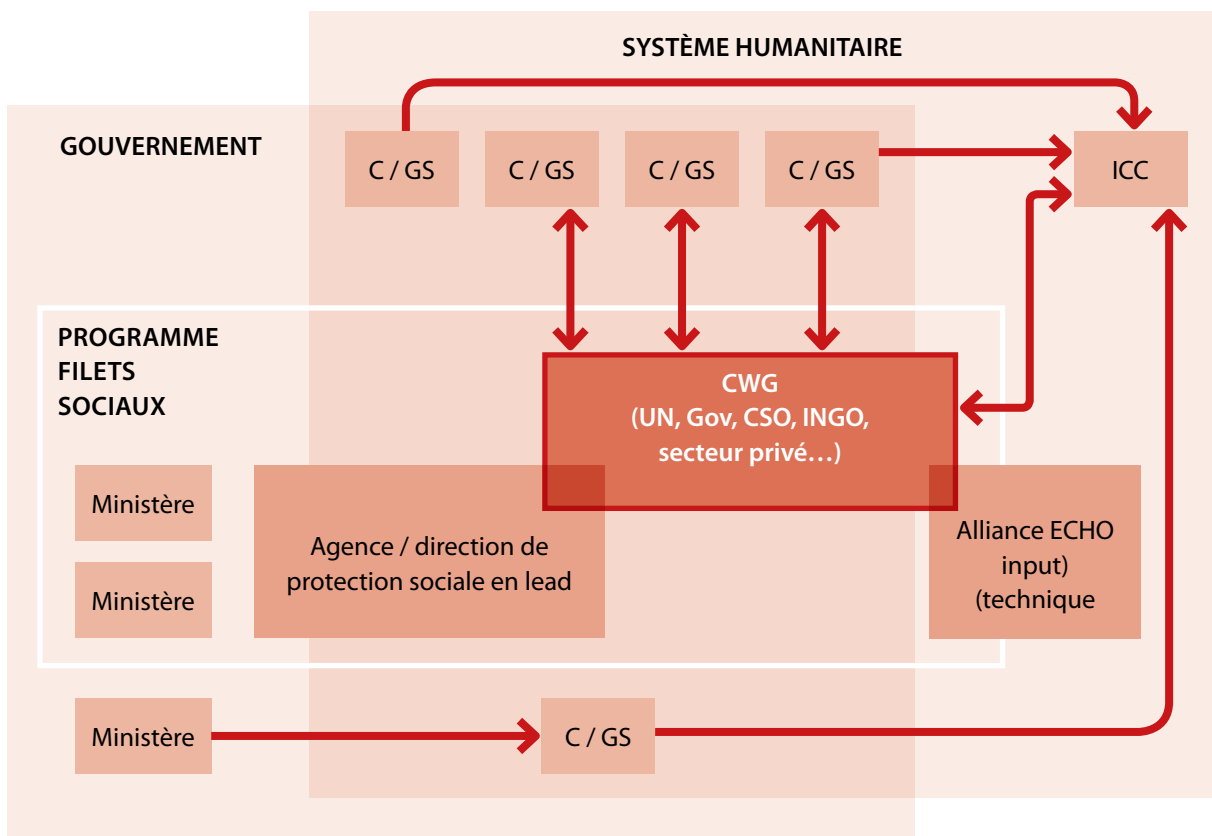 SYSTÈME HUMANITAIRE
GOUVERNEMENT
C / GS
C / GS
C / GS
C / GS
ICC
PROGRAMME
FILETS
SOCIAUX
CWG
(UN, Gov, CSO, INGO,
secteur privé…)
Ministère
Ministère
Agence / direction de
protection sociale en lead
Alliance ECHO
input)
(technique
Ministère
C / GS